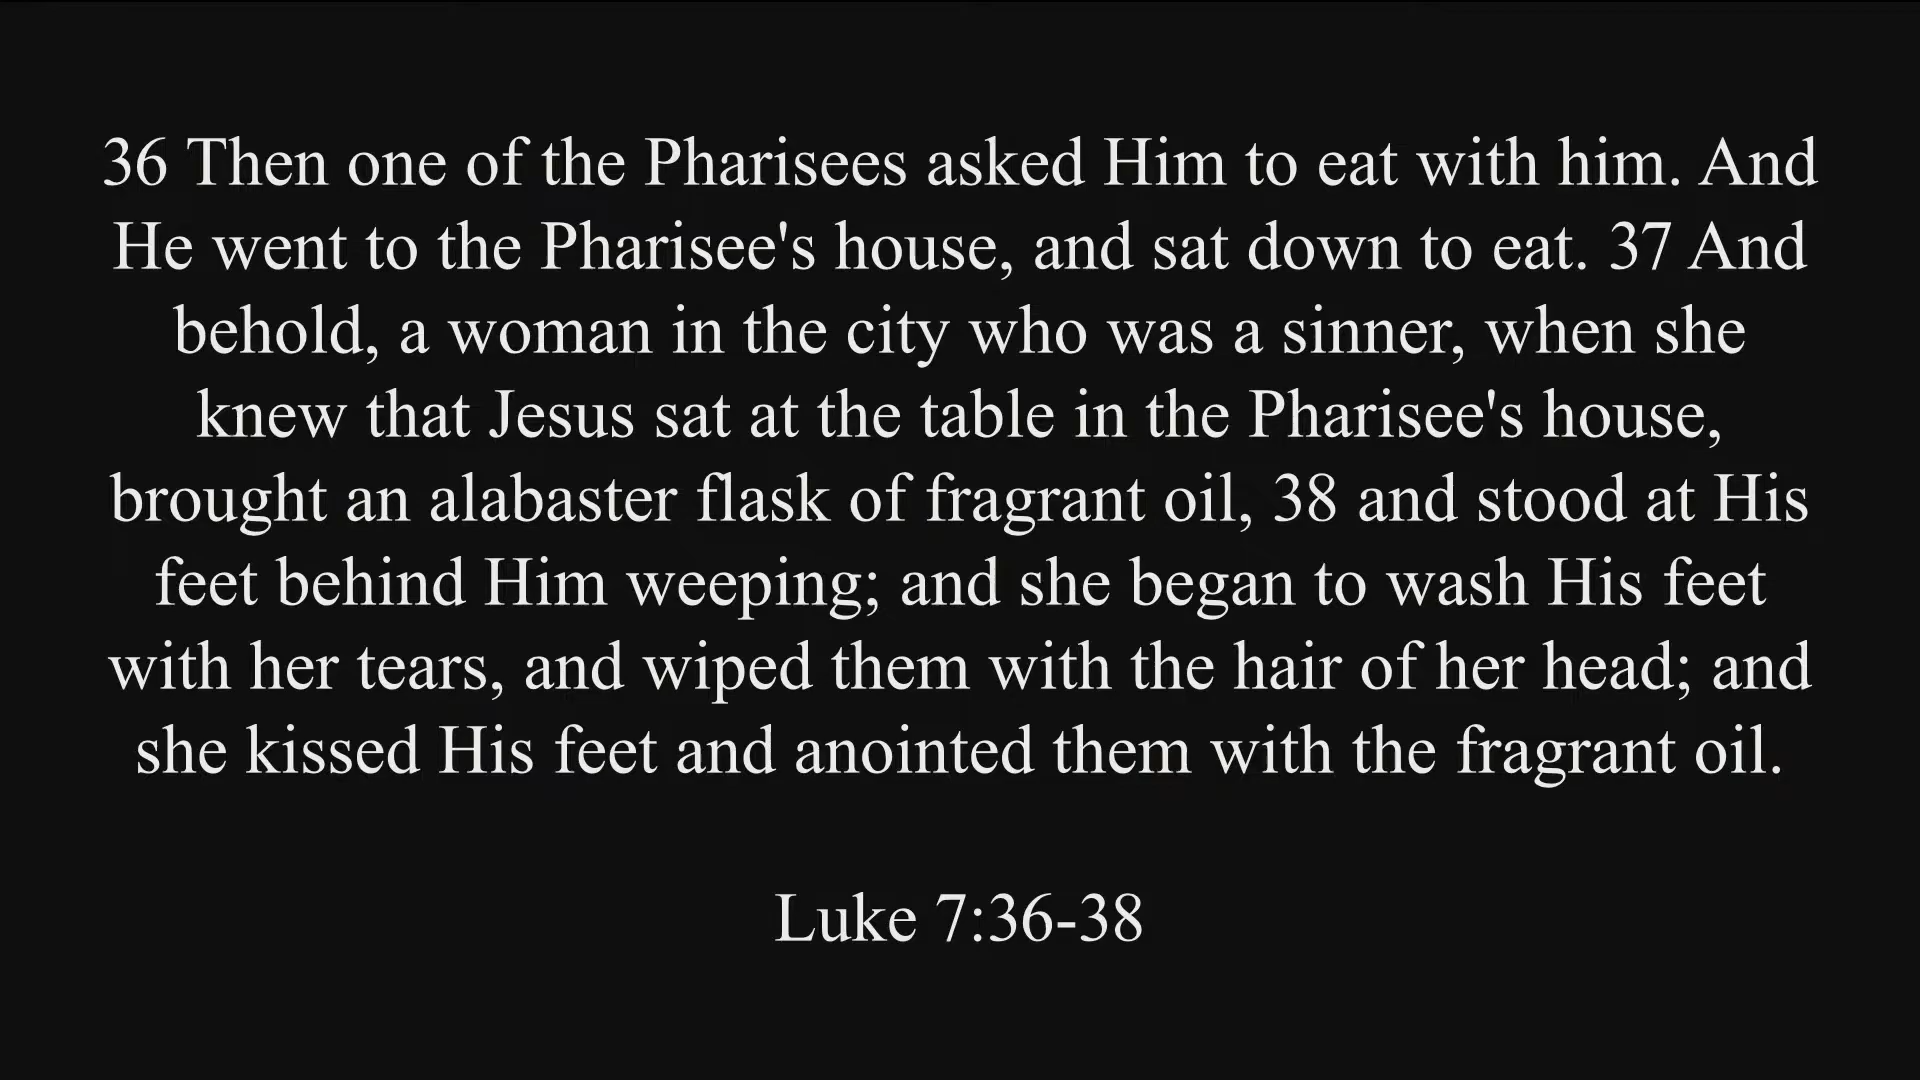 36 Then one of the Pharisees asked Him to eat with him. And
He went to the Pharisee's house, and sat down to eat. 37 And
behold, a woman in the city who was a sinner, when she
knew that Jesus sat at the table in the Pharisee's house,
brought an alabaster flask of fragrant oil, 38 and stood at His
feet behind Him weeping; and she began to wash His feet
with her tears, and wiped them with the hair of her head; and
she kissed His feet and anointed them with the fragrant oil.
Luke 7:36-38